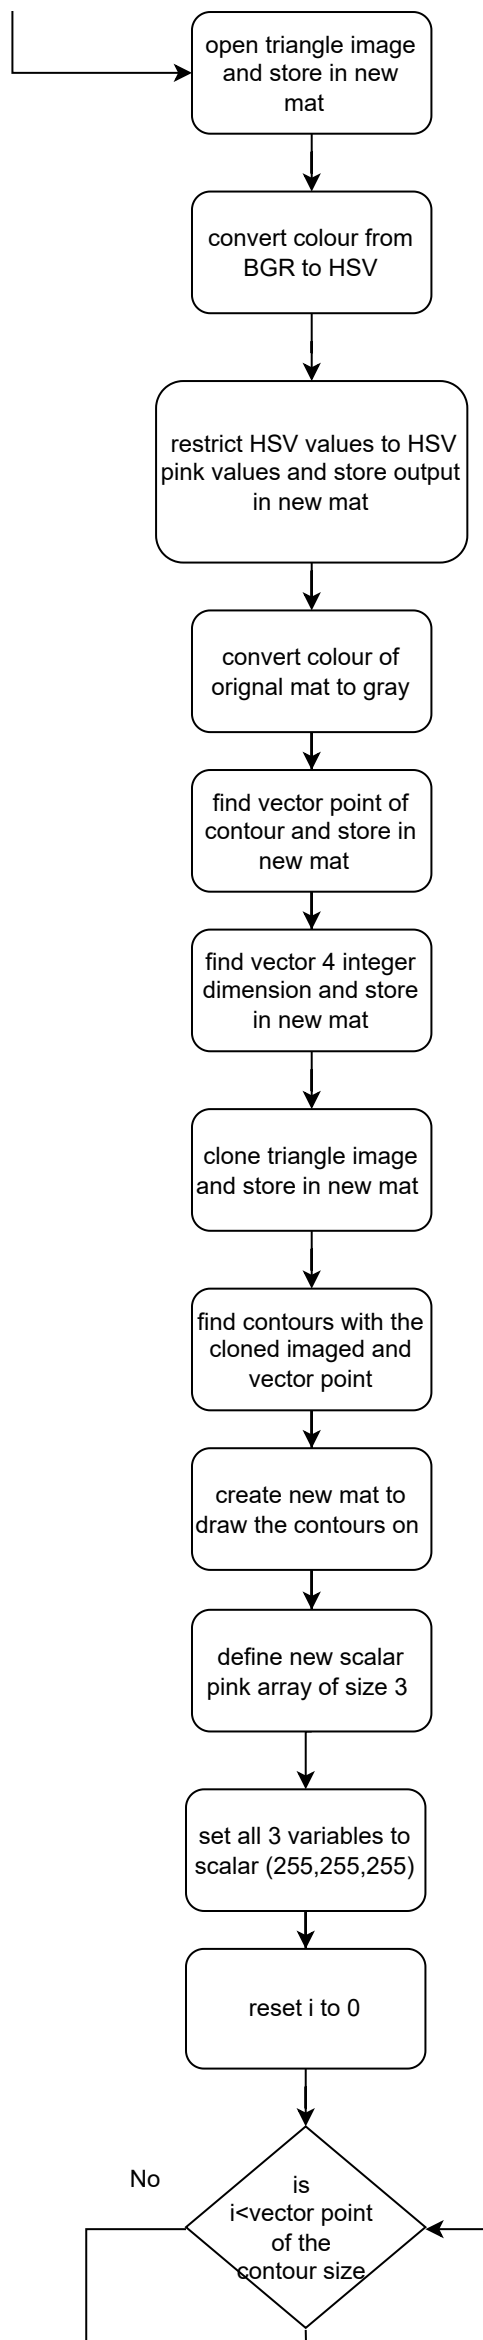 open triangle image
and store in new
mat
convert colour from
BGR to HSV
restrict HSV values to HSV
pink values and store output
in new mat
convert colour of
orignal mat to gray
find vector point of
contour and store in
new mat
find vector 4 integer
dimension and store
in new mat
clone triangle image
and store in new mat
find contours with the
cloned imaged and
vector point
create new mat to
draw the contours on
define new scalar
pink array of size 3
set all 3 variables to
scalar (255,255,255)
reset i to 0
No
is
i<vector point
of the
contour size